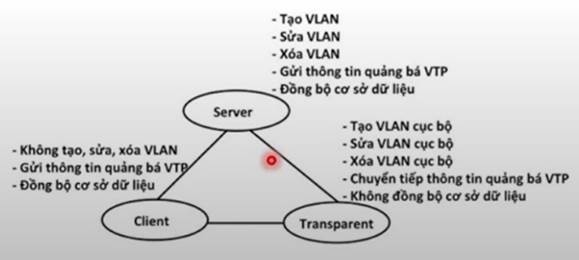 - Tạo VLAN
- Sửa VLAN
- Xóa VLAN
- Gửi thông tin quảng bá VTP
- Đồng bộ cơ sở dữ liệu
Server
- Không tạo, sửa, xóa VLAN
- Gửi thông tin quảng bá VTP
- Đồng bộ cơ sở dữ liệu
- Tạo VLAN cục bộ
- Sửa VLAN cục bộ
- Xóa VLAN cục bộ
- Chuyển tiếp thông tin quảng bá VTP
- Không đồng bộ cơ sở dữ liệu
Client
Transparent